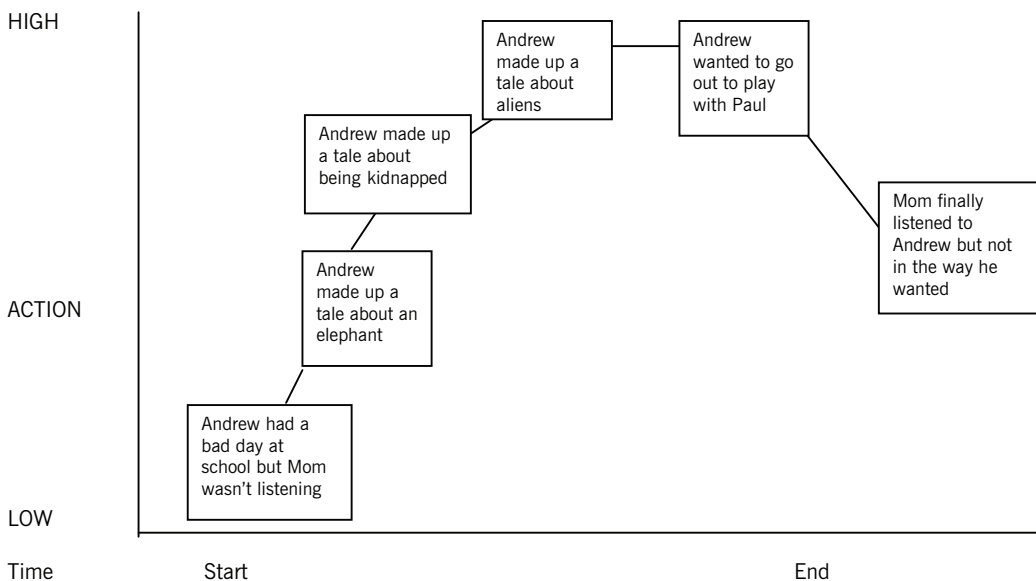 HIGH
Andrew
made up a
tale about
aliens
Andrew
wanted to go
out to play
with Paul
Andrew made up
a tale about
being kidnapped
Mom finally
listened to
Andrew but not
in the way he
wanted
Andrew
made up a
tale about an
elephant
ACTION
Andrew had a
bad day at
school but Mom
wasn't listening
LOW
Time Start End